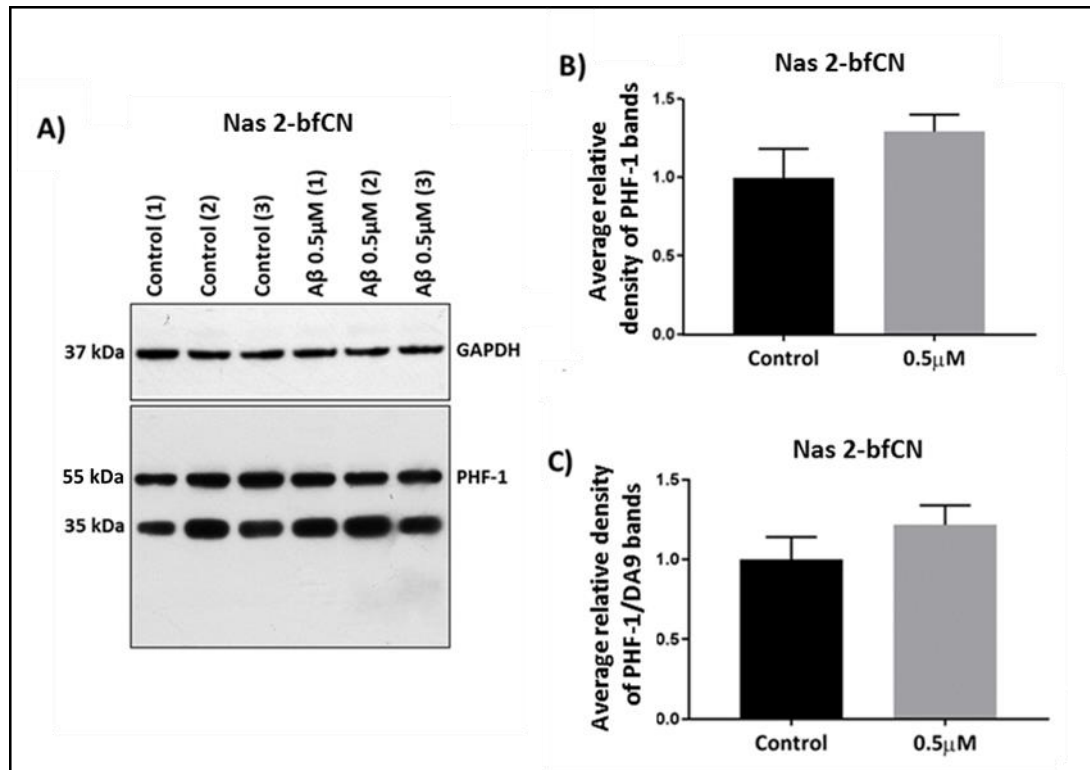 A)
Nas 2-bfCN
Control (1)
Control (2)
Control (3)
Aβ 0.5µM (1)
Aβ 0.5µM (2)
Aβ 0.5µM (3)
37 kDa
GAPDH
55 kDa
PHF-1
35 kDa
B)
Nas 2-bfCN
Average relative
density of PHF-1 bands
1.5
1.0
0.5
0.0
Control
0.5µM
C)
Nas 2-bfCN
Average relative density
of PHF-1/DA9 bands
1.5
1.0
0.5
0.0
Control
0.5µM